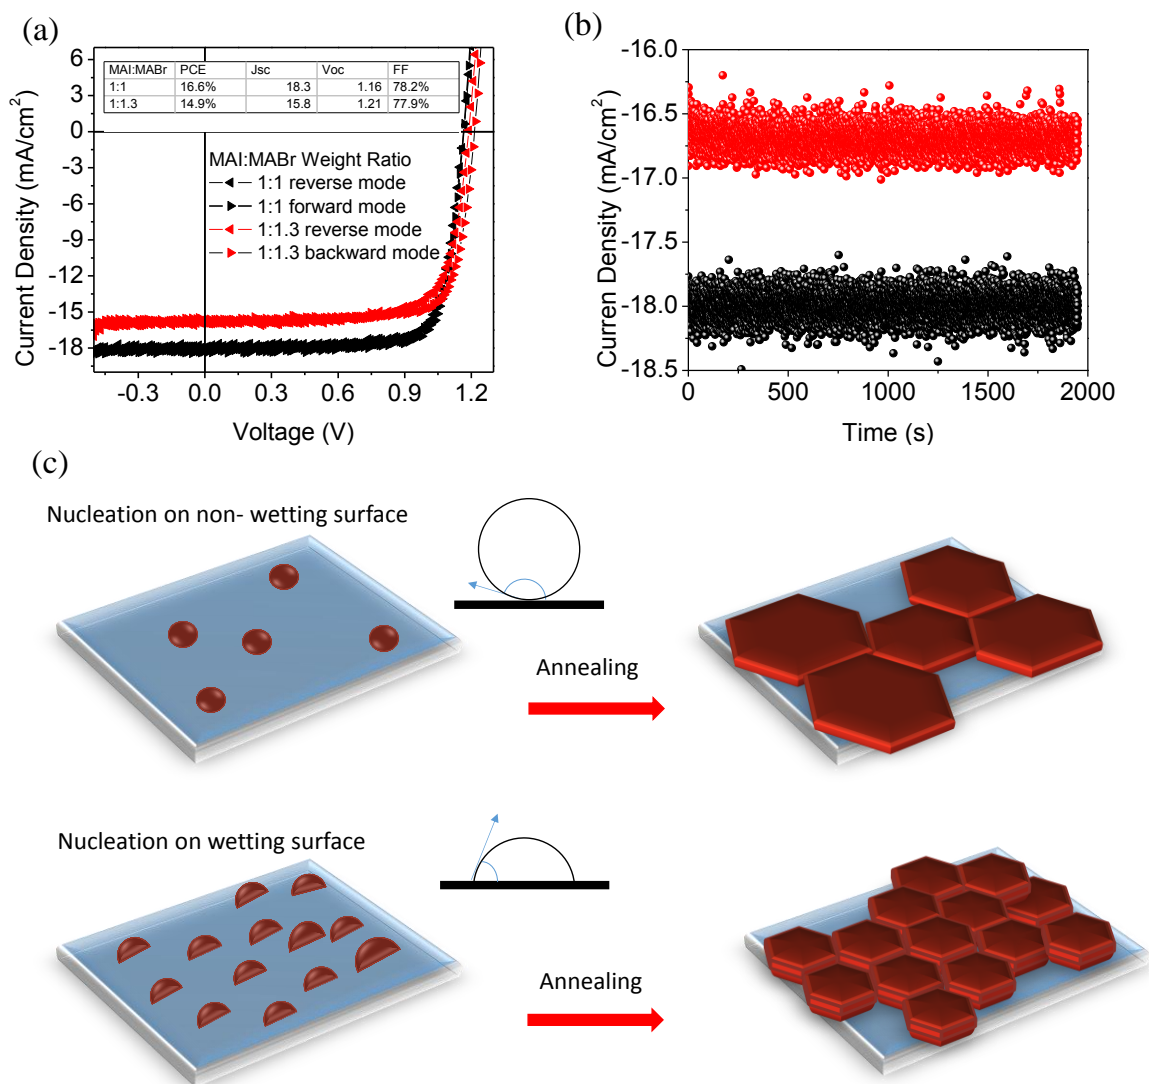 (a)
6
3
0
-3
-6
-9
-12
-15
-18
Current Density (mA/cm2)
MAI:MABr PCE Jsc Voc FF
1:1 16.6% 18.3 1.16 78.2%
1:1.3 14.9% 15.8 1.21 77.9%
MAI:MABr Weight Ratio
1:1 reverse mode
1:1 forward mode
1:1.3 reverse mode
1:1.3 backward mode
-0.3 0.0 0.3 0.6 0.9 1.2
Voltage (V)
(b)
-16.0
-16.5
-17.0
-17.5
-18.0
-18.5
Curren Density (mA/cm2)
0 500 1000 1500 2000
Time (s)
(c)
Nucleation on non- wetting surface
Annealing
Nucleation on wetting surface
Annealing